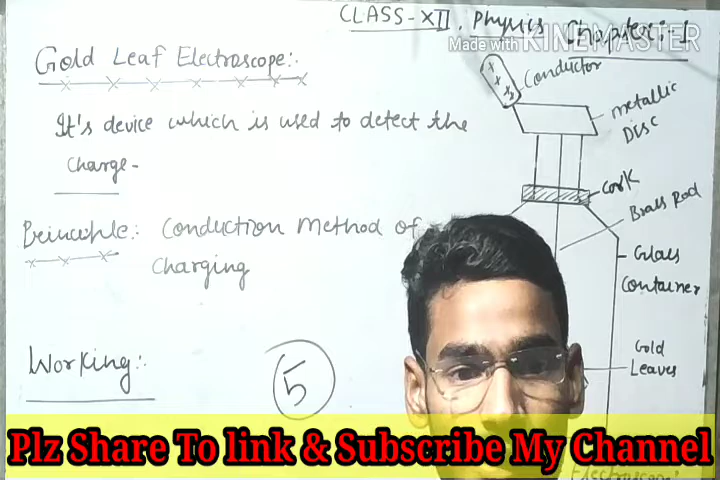 CLASS-XII, Physics Chapter:-1
Made with KINEMASTER
Gold Leaf Electroscope:-
It's device which is used to detect the
charge-
Conductor
metallic
Disc
Cork
Brass Rod
Principle:- Conduction Method of
charging
Glass
Container
Gold
Leaves
Working:-
5
Plz Share To link & Subscribe My Channel
Electroscope